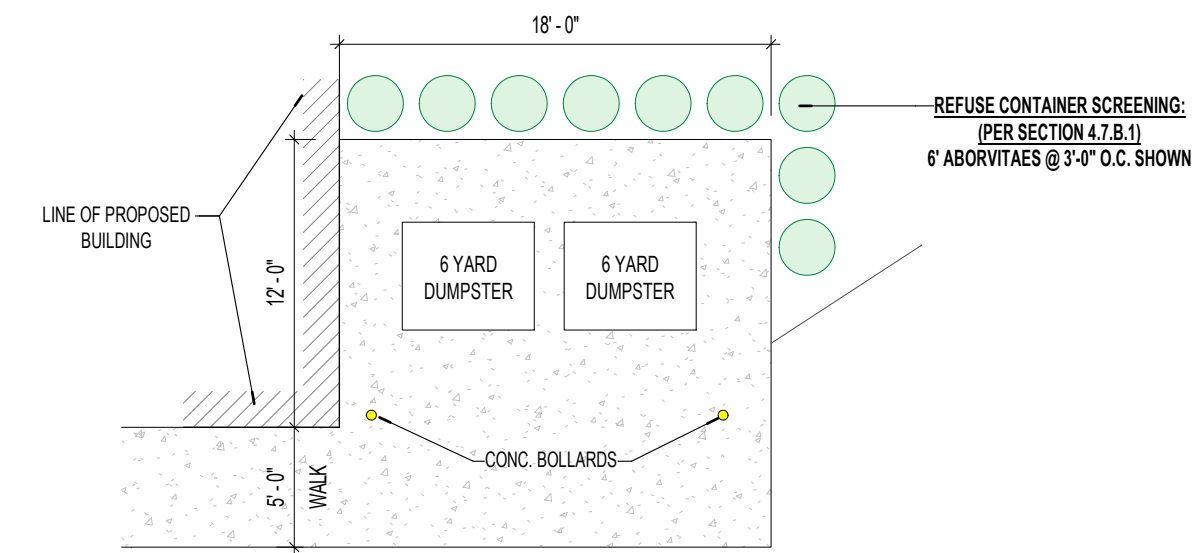 18' - 0"
REFUSE CONTAINER SCREENING:
(PER SECTION 4.7.B.1)
6' ABORVITAES @ 3'-0" O.C. SHOWN
LINE OF PROPOSED
BUILDING
12' - 0"
6 YARD
DUMPSTER
6 YARD
DUMPSTER
CONC. BOLLARDS
5' - 0"
WALK